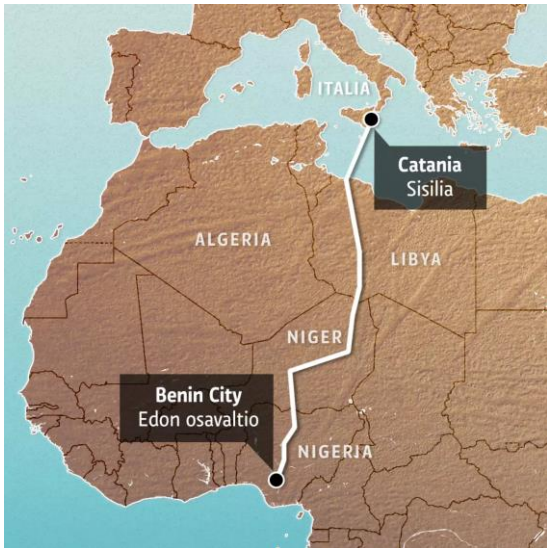 ITALIA
Catania
Sisilia
ALGERIA
LIBYA
NIGER
Benin City
Edon osavaltio
NIGERIA